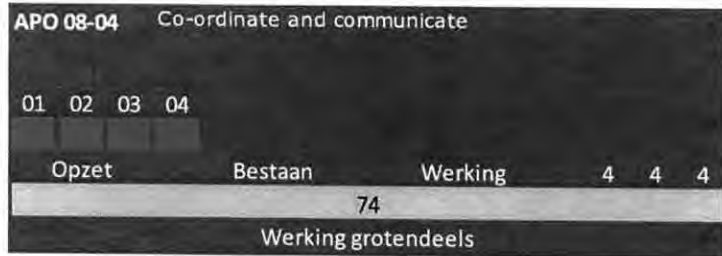 APO 08-04 Co-ordinate and communicate
01 02 03 04
Opzet Bestaan Werking 4 4 4
74
Werking grotendeels